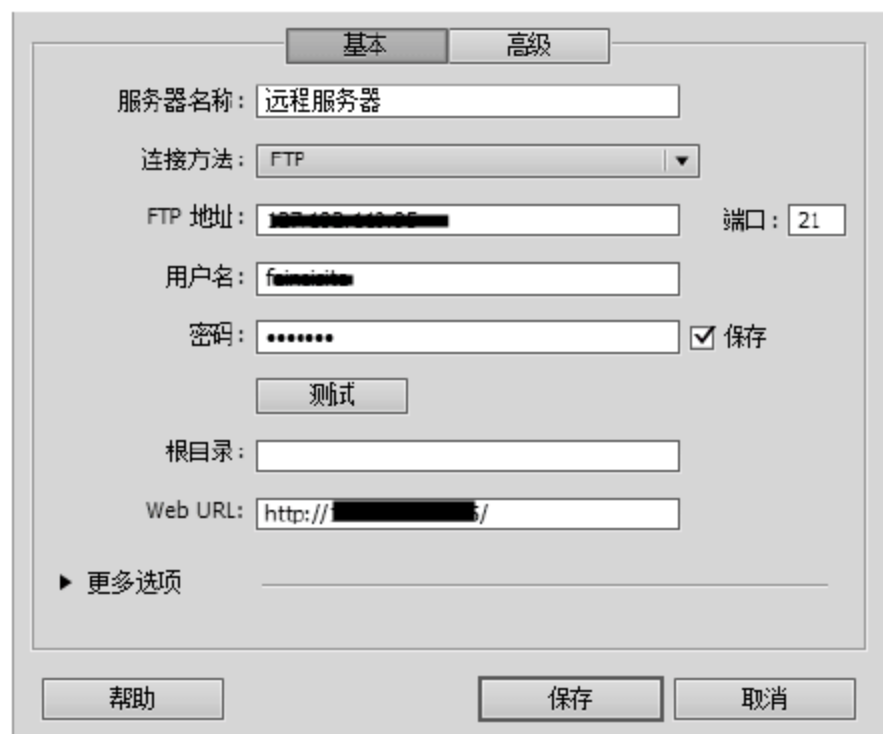 基本 高级
服务器名称: 远程服务器
连接方法: FTP
FTP 地址: 端口: 21
用户名: f
密码: ••••••• 保存
测试
根目录:
Web URL: http:// /
更多选项
帮助 保存 取消